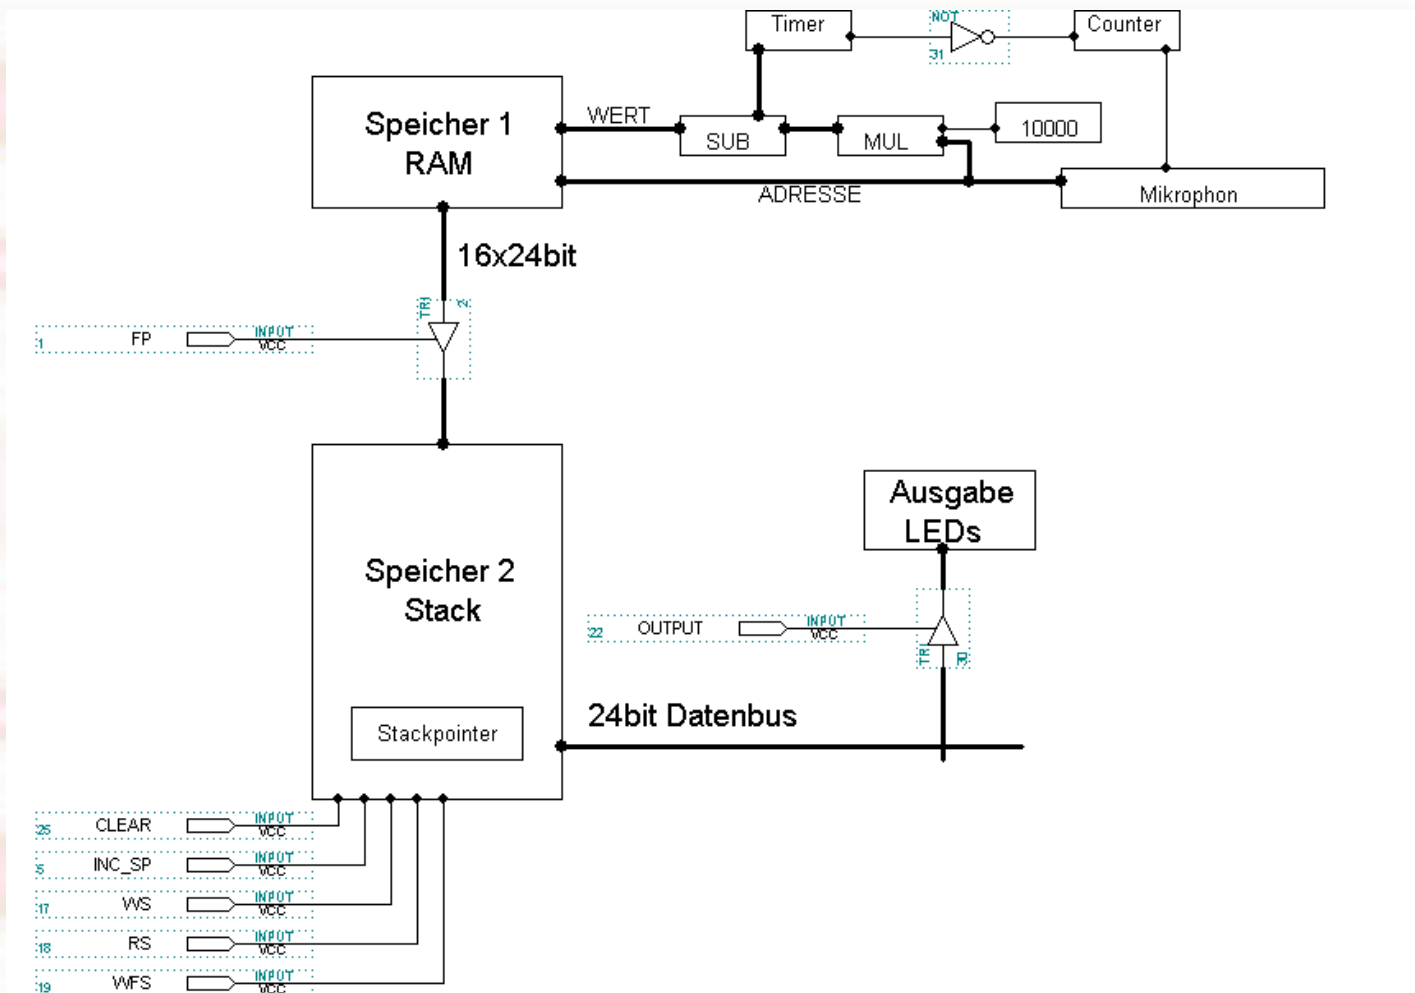 Timer
NOT
31
Counter
Speicher 1
RAM
WERT
SUB
MUL
10000
ADRESSE
Mikrophon
16x24bit
TRI
2
1
FP
INPUT
VCC
Speicher 2
Stack
Ausgabe
LEDs
22
OUTPUT
INPUT
VCC
TRI
30
24bit Datenbus
Stackpointer
25
CLEAR
INPUT
VCC
5
INC_SP
INPUT
VCC
17
WS
INPUT
VCC
18
RS
INPUT
VCC
19
WFS
INPUT
VCC